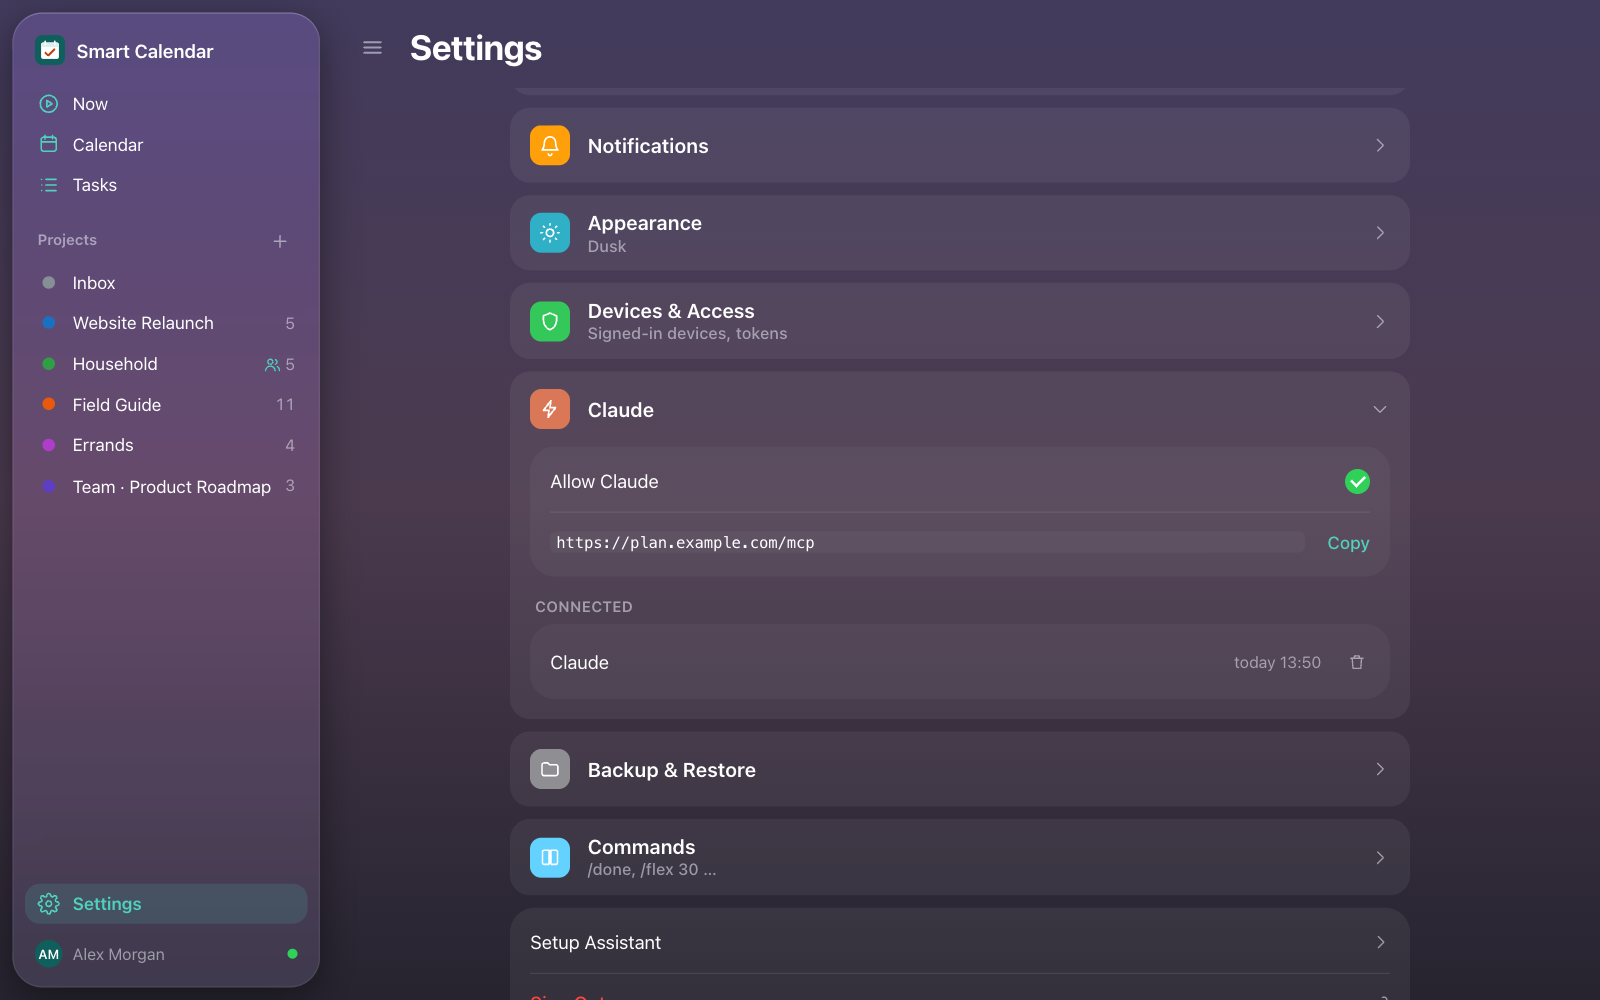 Smart Calendar
Now
Calendar
Tasks
Projects
Inbox
Website Relaunch 5
Household 5
Field Guide 11
Errands 4
Team · Product Roadmap 3
Settings
AM Alex Morgan
Settings
Notifications
Appearance
Dusk
Devices & Access
Signed-in devices, tokens
Claude
Allow Claude
https://plan.example.com/mcp Copy
CONNECTED
Claude today 13:50
Backup & Restore
Commands
/done, /flex 30 ...
Setup Assistant